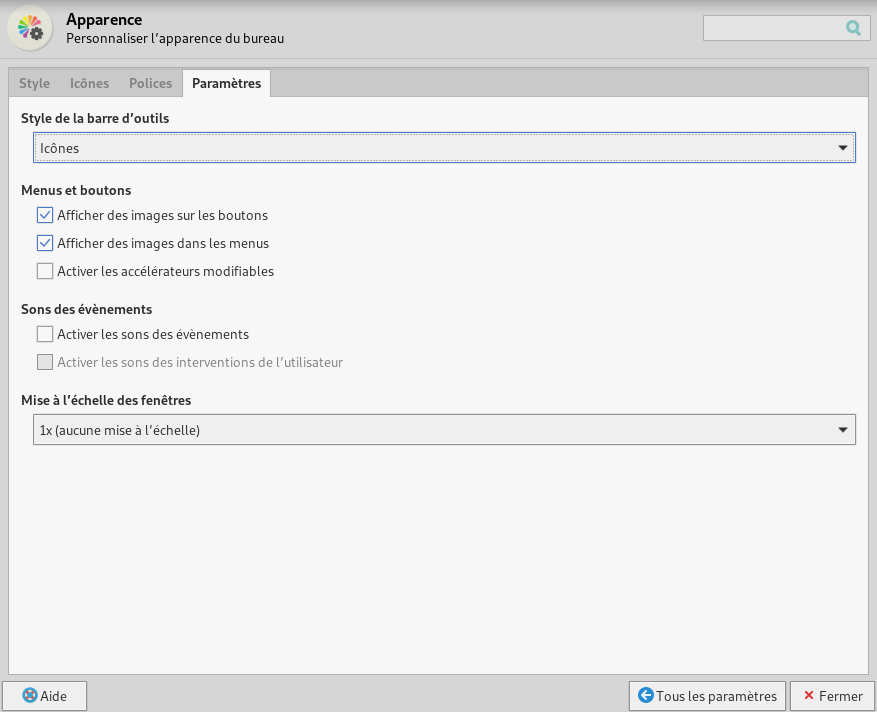 Apparence
Personnaliser l’apparence du bureau
Style Icônes Polices Paramètres
Style de la barre d’outils
Icônes
Menus et boutons
Afficher des images sur les boutons
Afficher des images dans les menus
Activer les accélérateurs modifiables
Sons des évènements
Activer les sons des évènements
Activer les sons des interventions de l’utilisateur
Mise à l’échelle des fenêtres
1x (aucune mise à l’échelle)
Aide Tous les paramètres Fermer